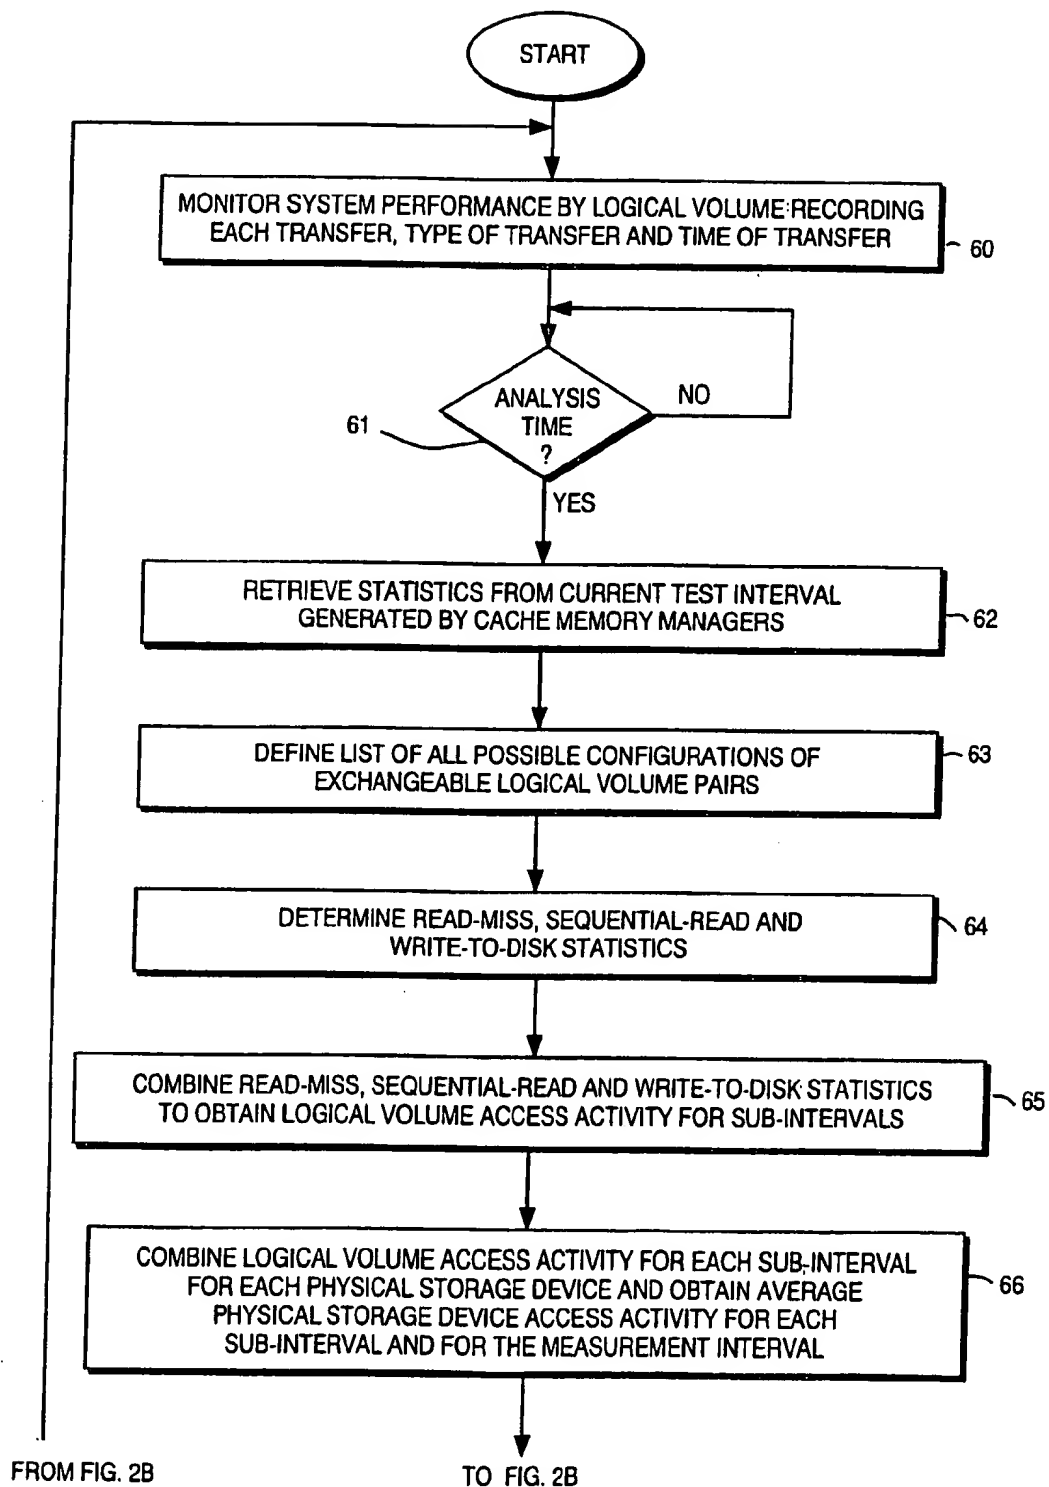 START
MONITOR SYSTEM PERFORMANCE BY LOGICAL VOLUME:RECORDING
EACH TRANSFER, TYPE OF TRANSFER AND TIME OF TRANSFER
60
ANALYSIS
TIME
?
NO
61
YES
RETRIEVE STATISTICS FROM CURRENT TEST INTERVAL
GENERATED BY CACHE MEMORY MANAGERS
62
DEFINE LIST OF ALL POSSIBLE CONFIGURATIONS OF
EXCHANGEABLE LOGICAL VOLUME PAIRS
63
DETERMINE READ-MISS, SEQUENTIAL-READ AND
WRITE-TO-DISK STATISTICS
64
COMBINE READ-MISS, SEQUENTIAL-READ AND WRITE-TO-DISK STATISTICS
TO OBTAIN LOGICAL VOLUME ACCESS ACTIVITY FOR SUB-INTERVALS
65
COMBINE LOGICAL VOLUME ACCESS ACTIVITY FOR EACH SUB-INTERVAL
FOR EACH PHYSICAL STORAGE DEVICE AND OBTAIN AVERAGE
PHYSICAL STORAGE DEVICE ACCESS ACTIVITY FOR EACH
SUB-INTERVAL AND FOR THE MEASUREMENT INTERVAL
66
FROM FIG. 2B
TO FIG. 2B